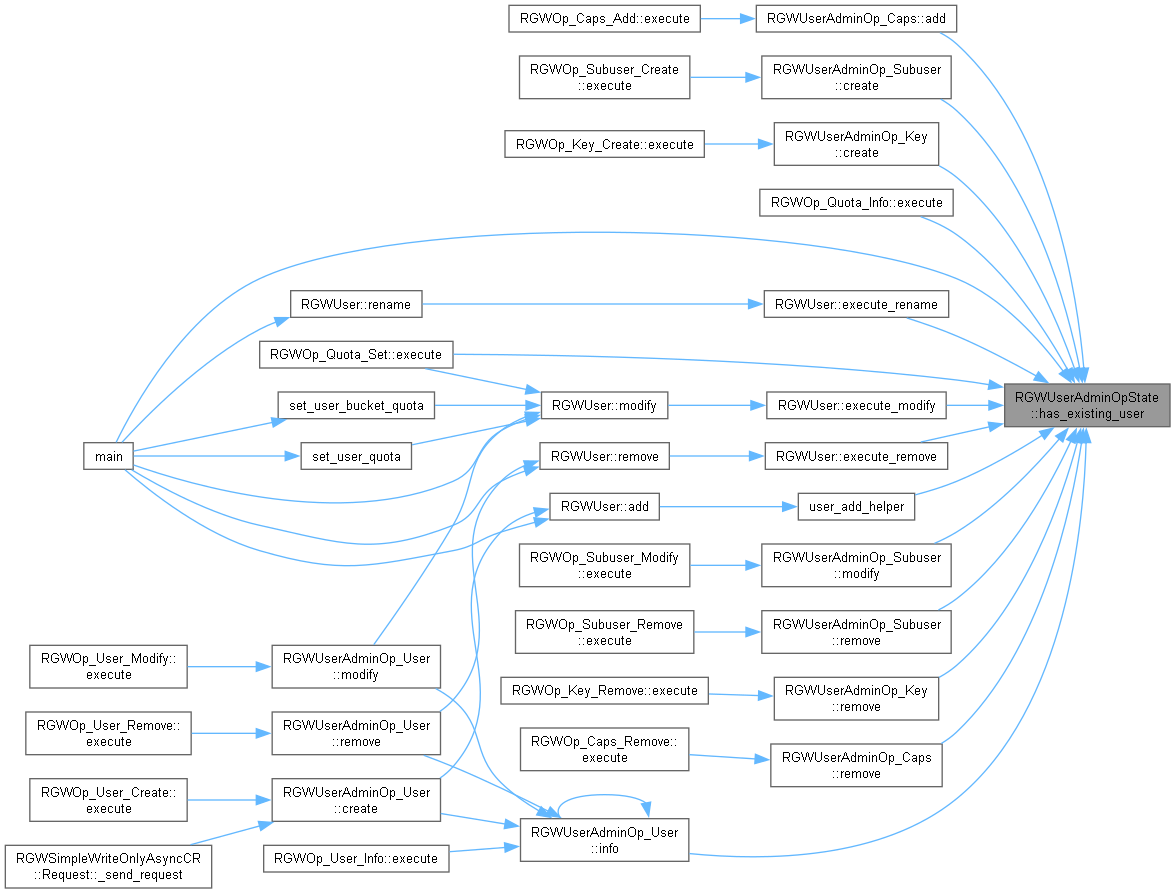 RGWOp_Caps_Add::execute
RGWUserAdminOp_Caps::add
RGWOp_Subuser_Create
::execute
RGWUserAdminOp_Subuser
::create
RGWOp_Key_Create::execute
RGWUserAdminOp_Key
::create
RGWOp_Quota_Info::execute
RGWUser::rename
RGWUser::execute_rename
RGWOp_Quota_Set::execute
set_user_bucket_quota
RGWUser::modify
RGWUser::execute_modify
RGWUserAdminOpState
::has_existing_user
main
set_user_quota
RGWUser::remove
RGWUser::execute_remove
RGWUser::add
user_add_helper
RGWOp_Subuser_Modify
::execute
RGWUserAdminOp_Subuser
::modify
RGWOp_Subuser_Remove
::execute
RGWUserAdminOp_Subuser
::remove
RGWOp_User_Modify::
execute
RGWUserAdminOp_User
::modify
RGWOp_Key_Remove::execute
RGWUserAdminOp_Key
::remove
RGWOp_User_Remove::
execute
RGWUserAdminOp_User
::remove
RGWOp_Caps_Remove::
execute
RGWUserAdminOp_Caps
::remove
RGWOp_User_Create::
execute
RGWUserAdminOp_User
::create
RGWUserAdminOp_User
::info
RGWSimpleWriteOnlyAsyncCR
::Request::_send_request
RGWOp_User_Info::execute